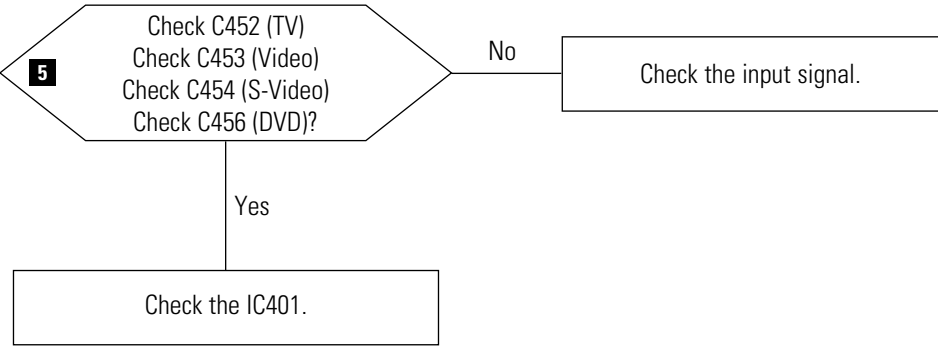 5
Check C452 (TV)
Check C453 (Video)
Check C454 (S-Video)
Check C456 (DVD)?
No
Check the input signal.
Yes
Check the IC401.